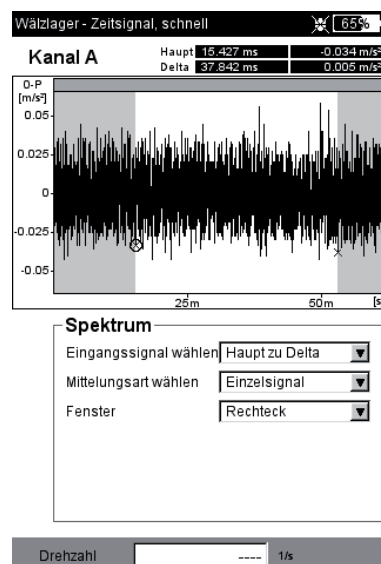 Wälzlager - Zeitsignal, schnell 65%
Kanal A
Haupt 15.427 ms -0.034 m/s²
Delta 37.842 ms 0.005 m/s²
0-P
[m/s²]
0.05
0.025
0
-0.025
-0.05
25m 50m [s
Spektrum
Eingangssignal wählen Haupt zu Delta
Mittelungsart wählen Einzelsignal
Fenster Rechteck
Drehzahl ---- 1/s